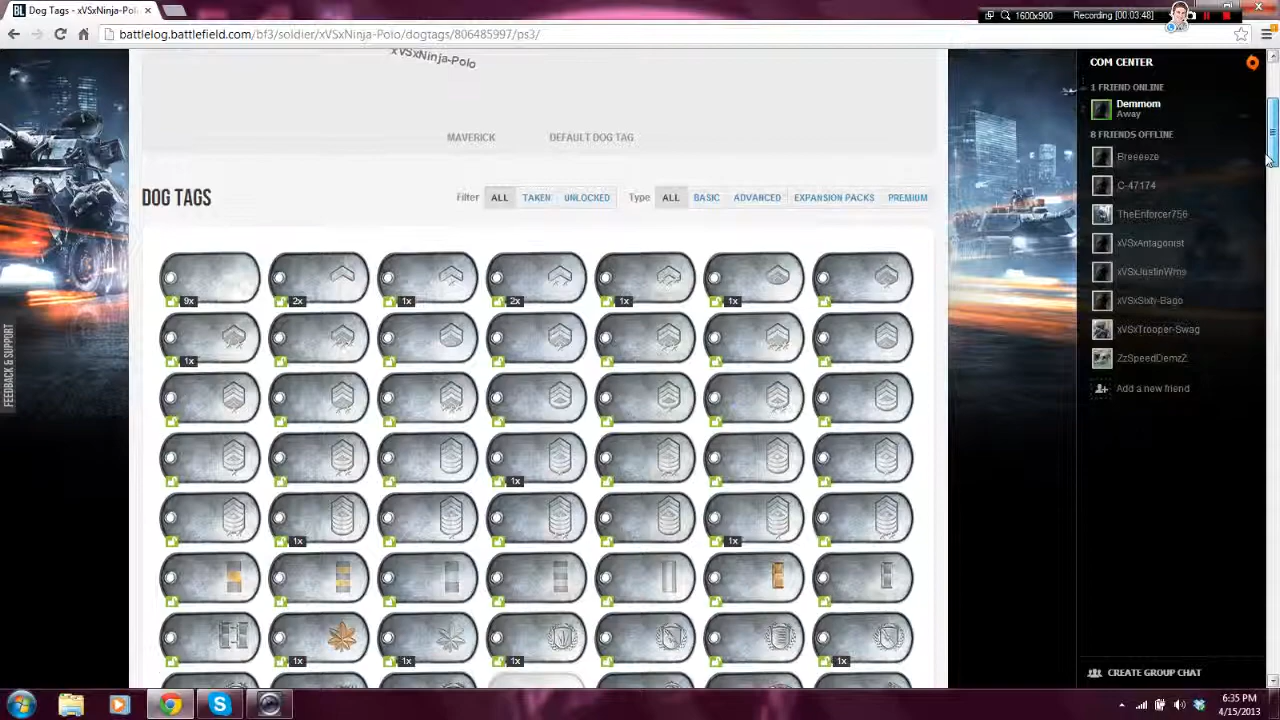 Dog Tags - xVSxNinja-Polo
1600x900
Recording [00:03:48]
battlelog.battlefield.com/bf3/soldier/xVSxNinja-Polo/dogtags/800485997/ps3/
xVSxNinja-Polo
MAVERICK DEFAULT DOG TAG
DOG TAGS
Filter ALL TAKEN UNLOCKED Type ALL BASIC ADVANCED EXPANSION PACKS PREMIUM
9x 2x 1x 2x 1x 1x
1x
1x
1x 1x
1x 1x 1x 1x
FEEDBACK & SUPPORT
COM CENTER
1 FRIEND ONLINE
Demmom
Away
8 FRIENDS OFFLINE
Breeeeze
C-47174
TheEnforcer756
xVSxAntagonist
xVSxJustinWms
xVSxSixty-Bago
xVSxTrooper-Swag
ZzSpeedDemzZ
Add a new friend
CREATE GROUP CHAT
6:35 PM
4/15/2013